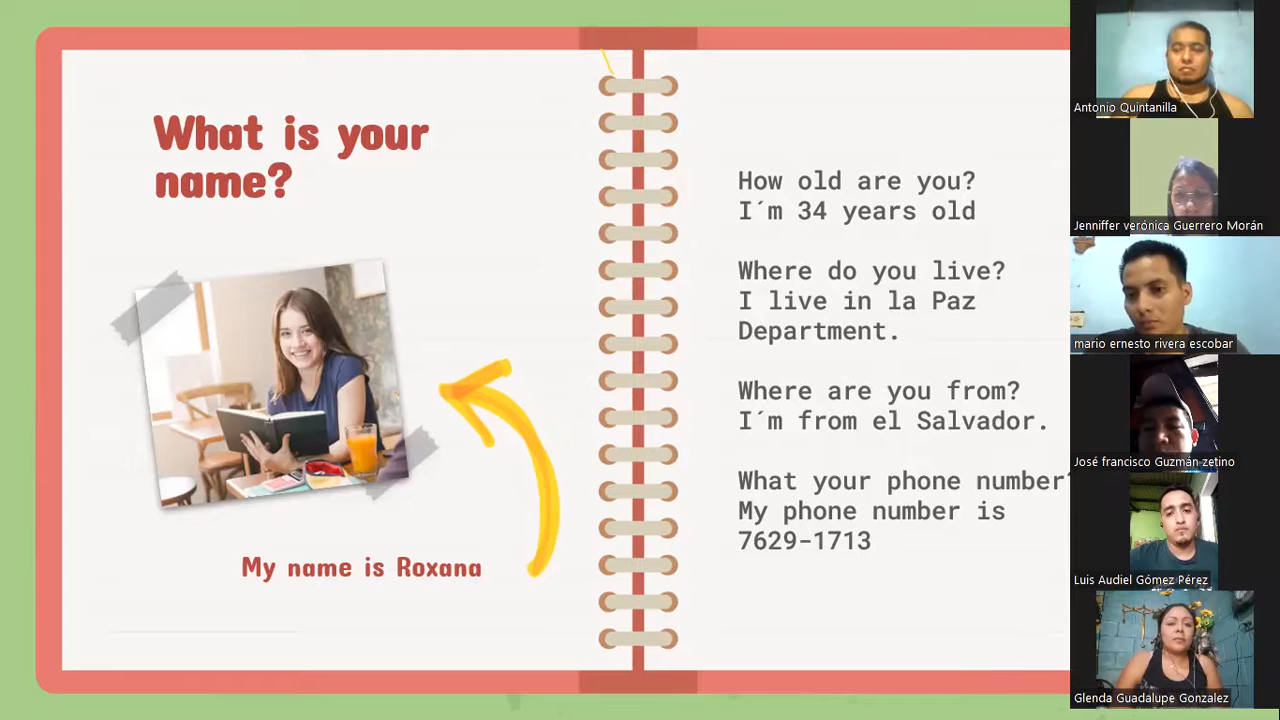 What is your
name?
My name is Roxana
How old are you?
I´m 34 years old
Where do you live?
I live in la Paz
Department.
Where are you from?
I´m from el Salvador.
What your phone number?
My phone number is
7629-1713
Antonio Quintanilla
Jenniffer verónica Guerrero Morán
mario ernesto rivera escobar
José francisco Guzmán zetino
Luis Audiel Gómez Pérez
Glenda Guadalupe Gonzalez